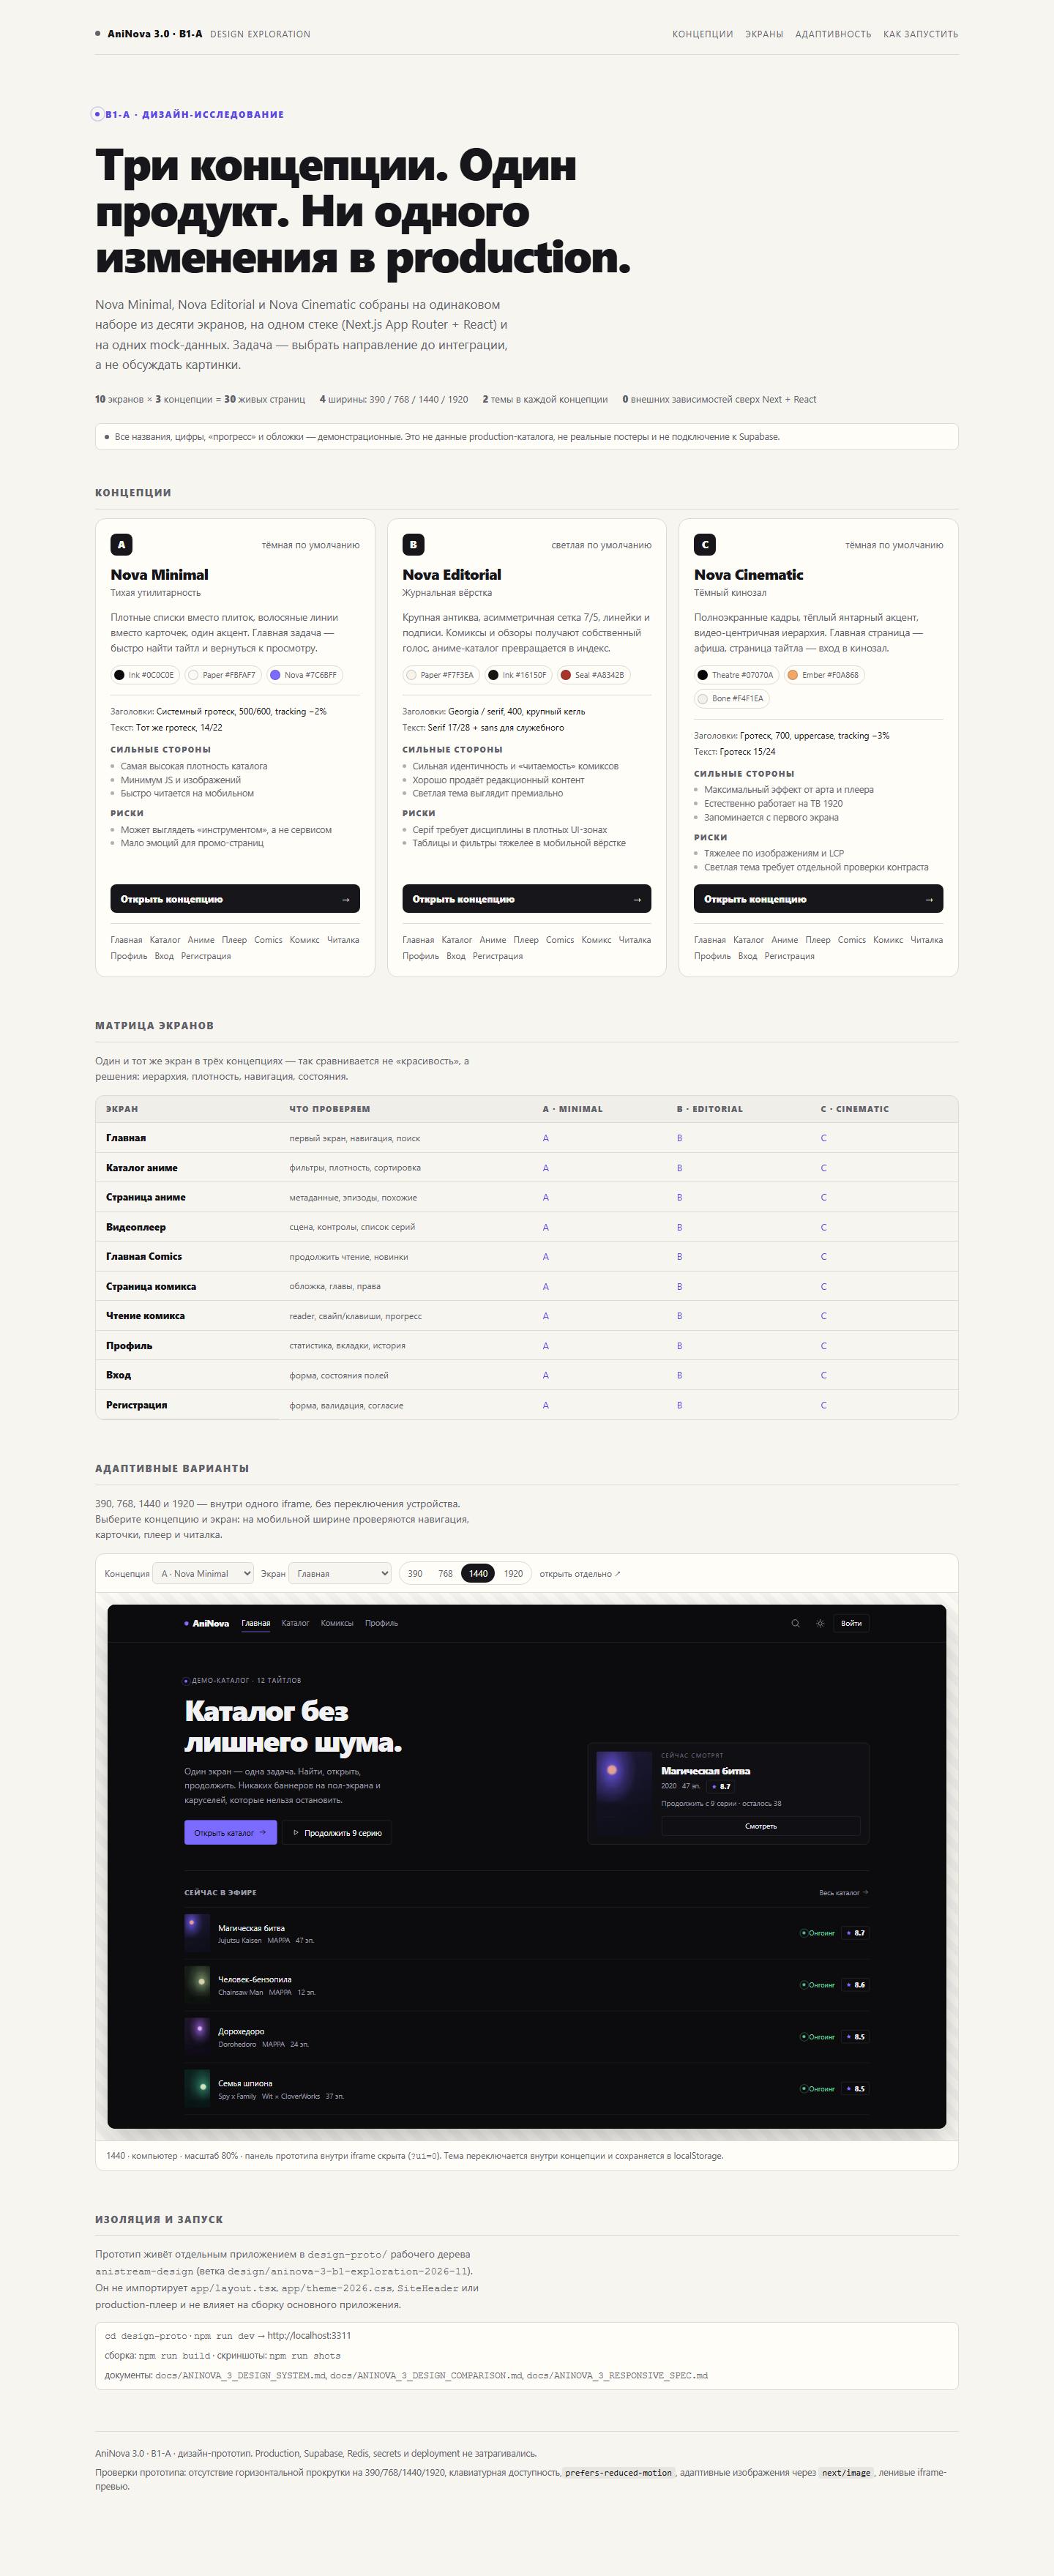 AniNova 3.0 · B1-A DESIGN EXPLORATION
КОНЦЕПЦИИ ЭКРАНЫ АДАПТИВНОСТЬ КАК ЗАПУСТИТЬ
B1-A · ДИЗАЙН-ИССЛЕДОВАНИЕ
Три концепции. Один
продукт. Ни одного
изменения в production.
Nova Minimal, Nova Editorial и Nova Cinematic собраны на одинаковом
наборе из десяти экранов, на одном стеке (Next.js App Router + React) и
на одних mock-данных. Задача — выбрать направление до интеграции,
а не обсуждать картинки.
10 экранов × 3 концепции = 30 живых страниц 4 ширины: 390 / 768 / 1440 / 1920 2 темы в каждой концепции 0 внешних зависимостей сверх Next + React
Все названия, цифры, «прогресс» и обложки — демонстрационные. Это не данные production-каталога, не реальные постеры и не подключение к Supabase.
КОНЦЕПЦИИ
A тёмная по умолчанию
Nova Minimal
Тихая утилитарность
Плотные списки вместо плиток, волосяные линии
вместо карточек, один акцент. Главная задача —
быстро найти тайтл и вернуться к просмотру.
Ink #0C0C0E Paper #FBFAF7 Nova #7C6BFF
Заголовки: Системный гротеск, 500/600, tracking −2%
Текст: Тот же гротеск, 14/22
СИЛЬНЫЕ СТОРОНЫ
Самая высокая плотность каталога
Минимум JS и изображений
Быстро читается на мобильном
РИСКИ
Может выглядеть «инструментом», а не сервисом
Мало эмоций для промо-страниц
Открыть концепцию →
Главная Каталог Аниме Плеер Comics Комикс Читалка
Профиль Вход Регистрация
B светлая по умолчанию
Nova Editorial
Журнальная вёрстка
Крупная антиква, асимметричная сетка 7/5, линейки и
подписи. Комиксы и обзоры получают собственный
голос, аниме-каталог превращается в индекс.
Paper #F7F3EA Ink #16150F Seal #A8342B
Заголовки: Georgia / serif, 400, крупный кегль
Текст: Serif 17/28 + sans для служебного
СИЛЬНЫЕ СТОРОНЫ
Сильная идентичность и «читаемость» комиксов
Хорошо продаёт редакционный контент
Светлая тема выглядит премиально
РИСКИ
Сериф требует дисциплины в плотных UI-зонах
Таблицы и фильтры тяжелее в мобильной вёрстке
Открыть концепцию →
Главная Каталог Аниме Плеер Comics Комикс Читалка
Профиль Вход Регистрация
C тёмная по умолчанию
Nova Cinematic
Тёмный кинозал
Полноэкранные кадры, тёплый янтарный акцент,
видео-центричная иерархия. Главная страница —
афиша, страница тайтла — вход в кинозал.
Theatre #07070A Ember #F0A868
Bone #F4F1EA
Заголовки: Гротеск, 700, uppercase, tracking −3%
Текст: Гротеск 15/24
СИЛЬНЫЕ СТОРОНЫ
Максимальный эффект от арта и плеера
Естественно работает на ТВ 1920
Запоминается с первого экрана
РИСКИ
Тяжелее по изображениям и LCP
Светлая тема требует отдельной проверки контраста
Открыть концепцию →
Главная Каталог Аниме Плеер Comics Комикс Читалка
Профиль Вход Регистрация
МАТРИЦА ЭКРАНОВ
Один и тот же экран в трёх концепциях — так сравнивается не «красивость», а
решения: иерархия, плотность, навигация, состояния.
ЭКРАН ЧТО ПРОВЕРЯЕМ A · MINIMAL B · EDITORIAL C · CINEMATIC
Главная первый экран, навигация, поиск A B C
Каталог аниме фильтры, плотность, сортировка A B C
Страница аниме метаданные, эпизоды, похожие A B C
Видеоплеер сцена, контролы, список серий A B C
Главная Comics продолжить чтение, новинки A B C
Страница комикса обложка, главы, права A B C
Чтение комикса reader, свайп/клавиши, прогресс A B C
Профиль статистика, вкладки, история A B C
Вход форма, состояния полей A B C
Регистрация форма, валидация, согласие A B C
АДАПТИВНЫЕ ВАРИАНТЫ
390, 768, 1440 и 1920 — внутри одного iframe, без переключения устройства.
Выберите концепцию и экран: на мобильной ширине проверяются навигация,
карточки, плеер и читалка.
Концепция A · Nova Minimal Экран Главная 390 768 1440 1920 открыть отдельно ↗
AniNova Главная Каталог Комиксы Профиль Войти
ДЕМО-КАТАЛОГ · 12 ТАЙТЛОВ
Каталог без
лишнего шума.
Один экран — одна задача. Найти, открыть,
продолжить. Никаких баннеров на пол-экрана и
каруселей, которые нельзя остановить.
Открыть каталог → Продолжить 9 серию
СЕЙЧАС СМОТРЯТ
Магическая битва
2020 47 эп. 8.7
Продолжить с 9 серии · осталось 38
Смотреть
СЕЙЧАС В ЭФИРЕ Весь каталог →
Магическая битва
Jujutsu Kaisen MAPPA 47 эп.
Онгоинг 8.7
Человек-бензопила
Chainsaw Man MAPPA 12 эп.
Онгоинг 8.6
Дорохедоро
Dorohedoro MAPPA 24 эп.
Онгоинг 8.5
Семья шпиона
Spy x Family Wit × CloverWorks 37 эп.
Онгоинг 8.5
1440 · компьютер · масштаб 80% · панель прототипа внутри iframe скрыта (?ui=0). Тема переключается внутри концепции и сохраняется в localStorage.
ИЗОЛЯЦИЯ И ЗАПУСК
Прототип живёт отдельным приложением в design-proto/ рабочего дерева
anistream-design (ветка design/aninova-3-b1-exploration-2026-11).
Он не импортирует app/layout.tsx, app/theme-2026.css, SiteHeader или
production-плеер и не влияет на сборку основного приложения.
cd design-proto · npm run dev → http://localhost:3311
сборка: npm run build · скриншоты: npm run shots
документы: docs/ANINOVA_3_DESIGN_SYSTEM.md, docs/ANINOVA_3_DESIGN_COMPARISON.md, docs/ANINOVA_3_RESPONSIVE_SPEC.md
AniNova 3.0 · B1-A · дизайн-прототип. Production, Supabase, Redis, secrets и deployment не затрагивались.
Проверки прототипа: отсутствие горизонтальной прокрутки на 390/768/1440/1920, клавиатурная доступность, prefers-reduced-motion, адаптивные изображения через next/image, ленивые iframe-
превью.